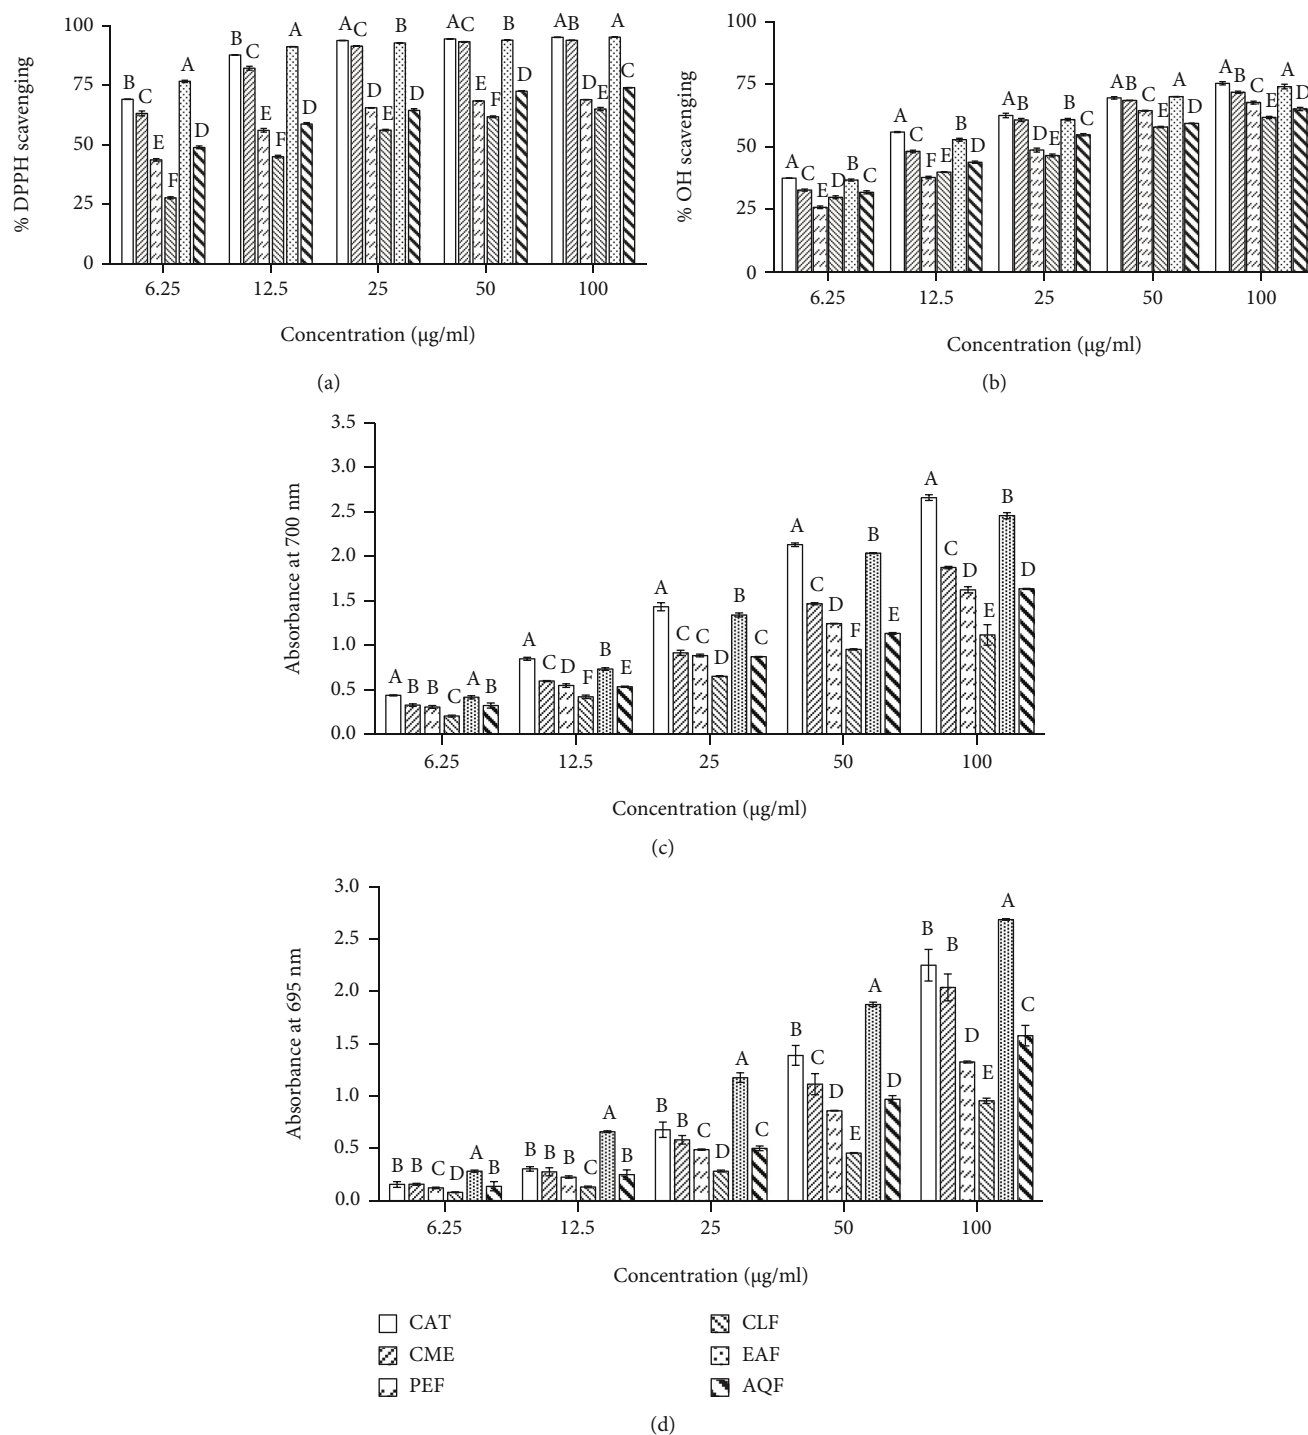 % DPPH scavenging
100
75
50
25
0
B C E F A D
B C E F A D
A C D E B D
A C E F B D
A B D E A C
6.25 12.5 25 50 100
Concentration (µg/ml)
(a)
% OH scavenging
100
75
50
25
0
A C E D B C
A C F E B D
A B D E B C
A B C E A D
A B C E A D
6.25 12.5 25 50 100
Concentration (µg/ml)
(b)
Absorbance at 700 nm
3.5
3.0
2.5
2.0
1.5
1.0
0.5
0.0
A B B C A B
A C D F B E
A C C D B C
A C D F B E
A C D E B D
6.25 12.5 25 50 100
Concentration (µg/ml)
(c)
Absorbance at 695 nm
3.0
2.5
2.0
1.5
1.0
0.5
0.0
B B C D A B
B B B C A B
B B C D A C
B C D E A D
B B D E A C
6.25 12.5 25 50 100
Concentration (µg/ml)
CAT
CME
PEF
CLF
EAF
AQF
(d)